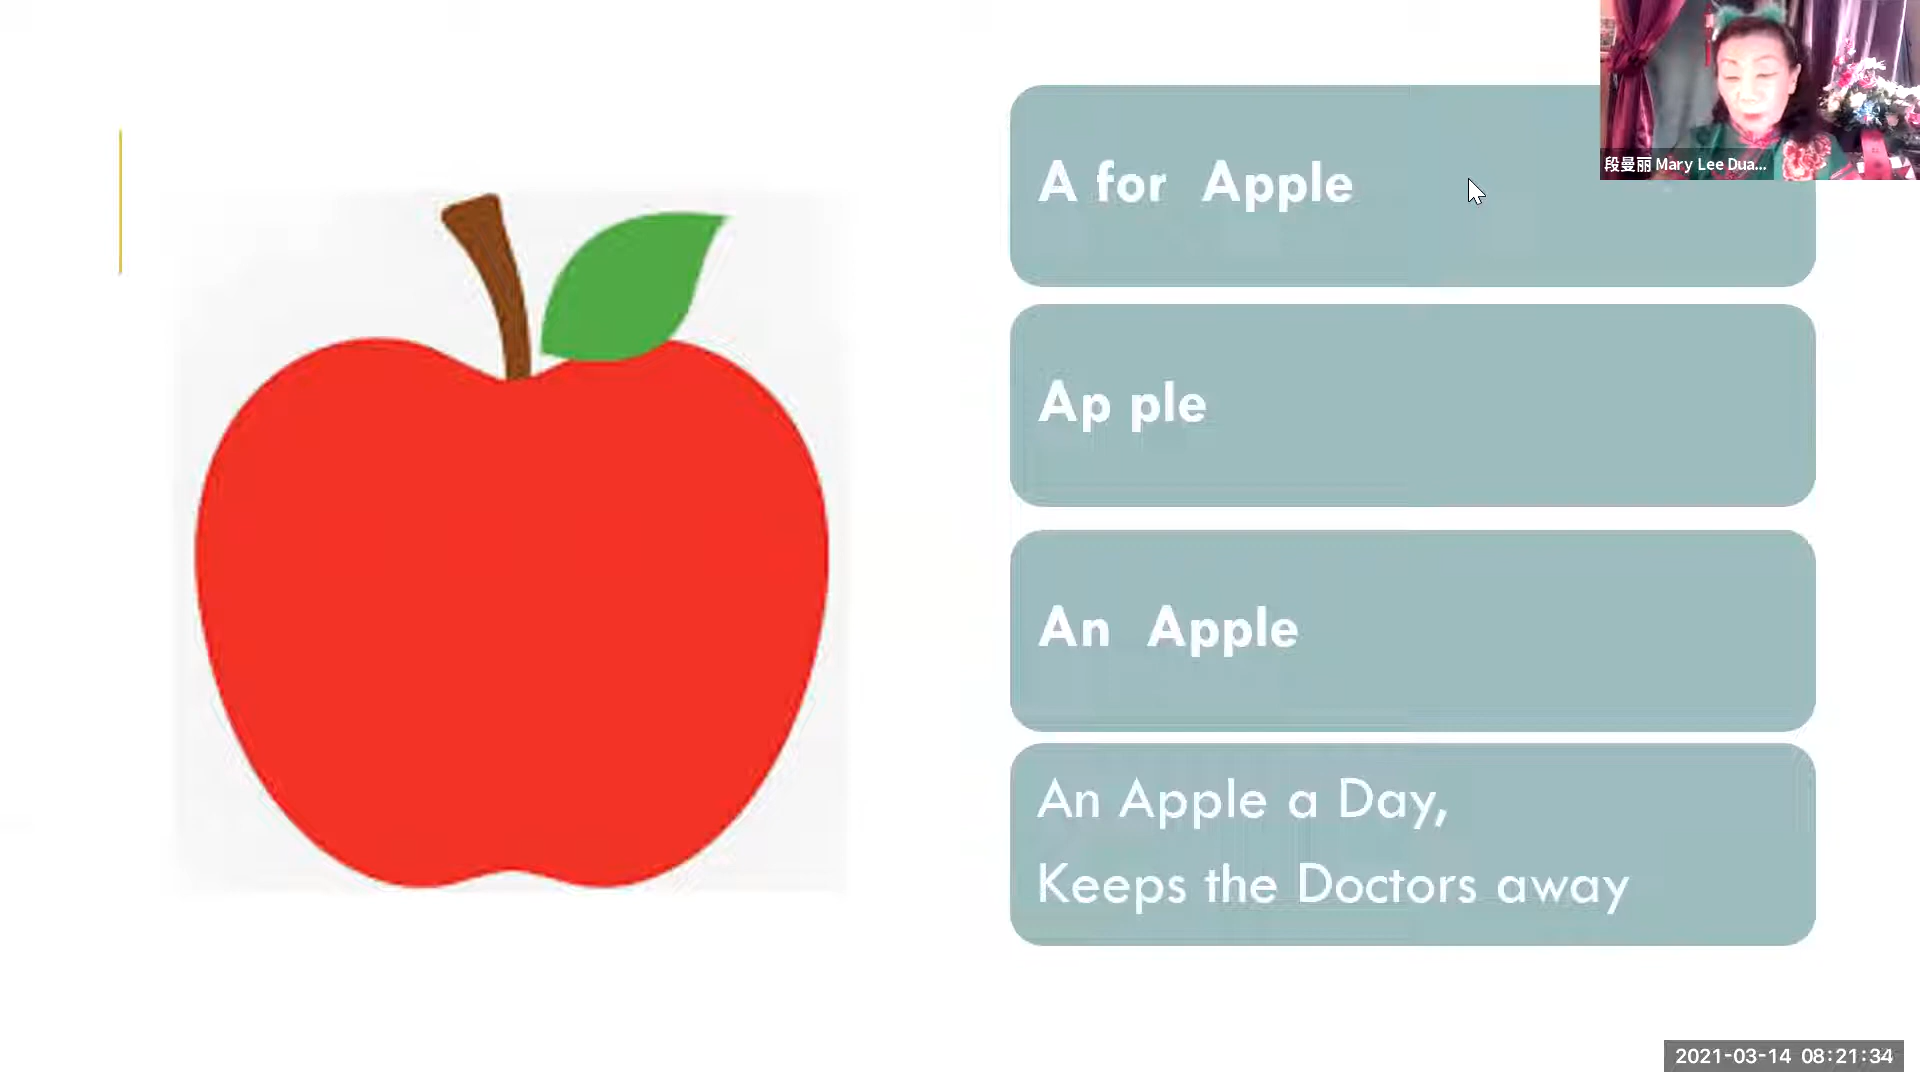 段曼丽 Mary Lee Dua...
A for Apple
Ap ple
An Apple
An Apple a Day,
Keeps the Doctors away
2021-03-14 08:21:34